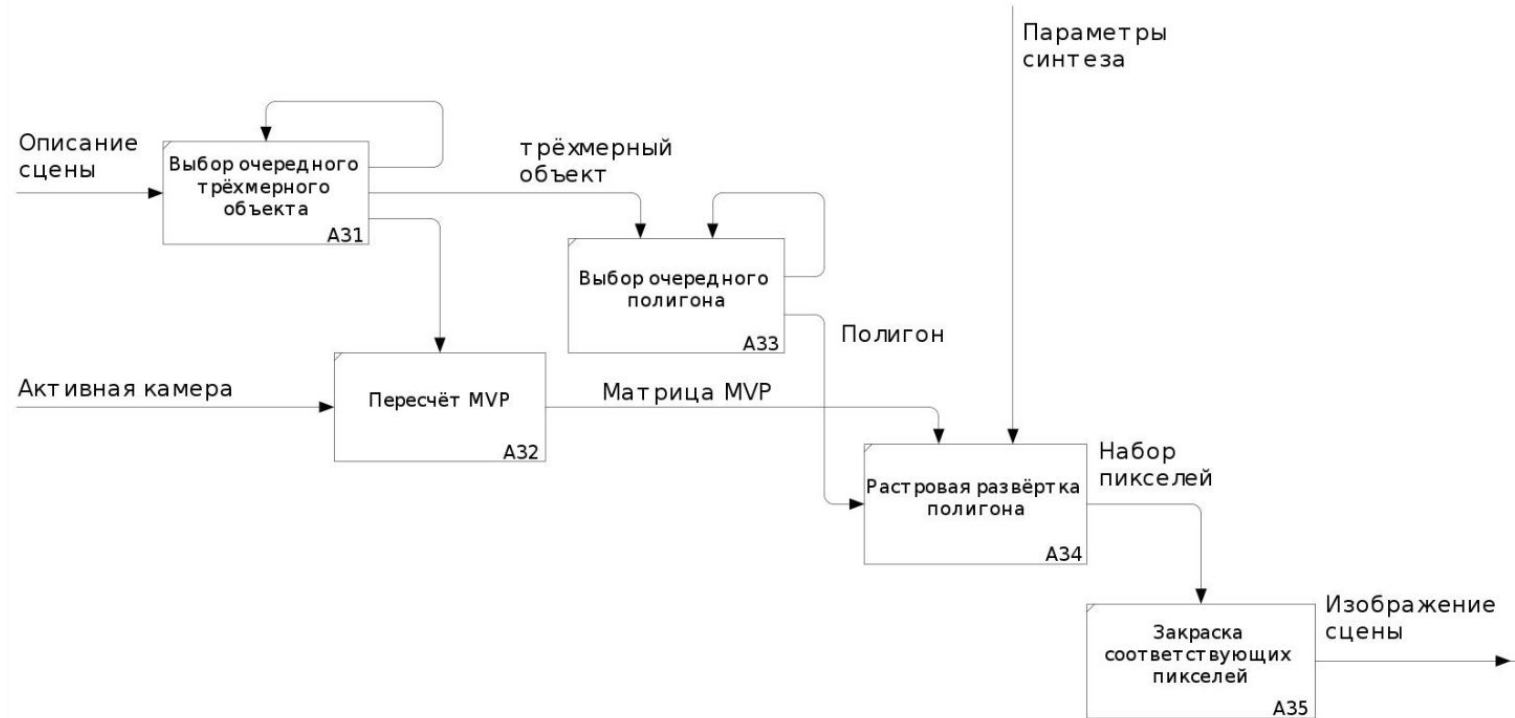 Параметры
синтеза
Описание
сцены
Выбор очередного
трёхмерного
объекта
A31
трёхмерный
объект
Выбор очередного
полигона
A33
Полигон
Активная камера
Пересчёт MVP
A32
Матрица MVP
Растровая развёртка
полигона
A34
Набор
пикселей
Закраска
соответствующих
пикселей
A35
Изображение
сцены